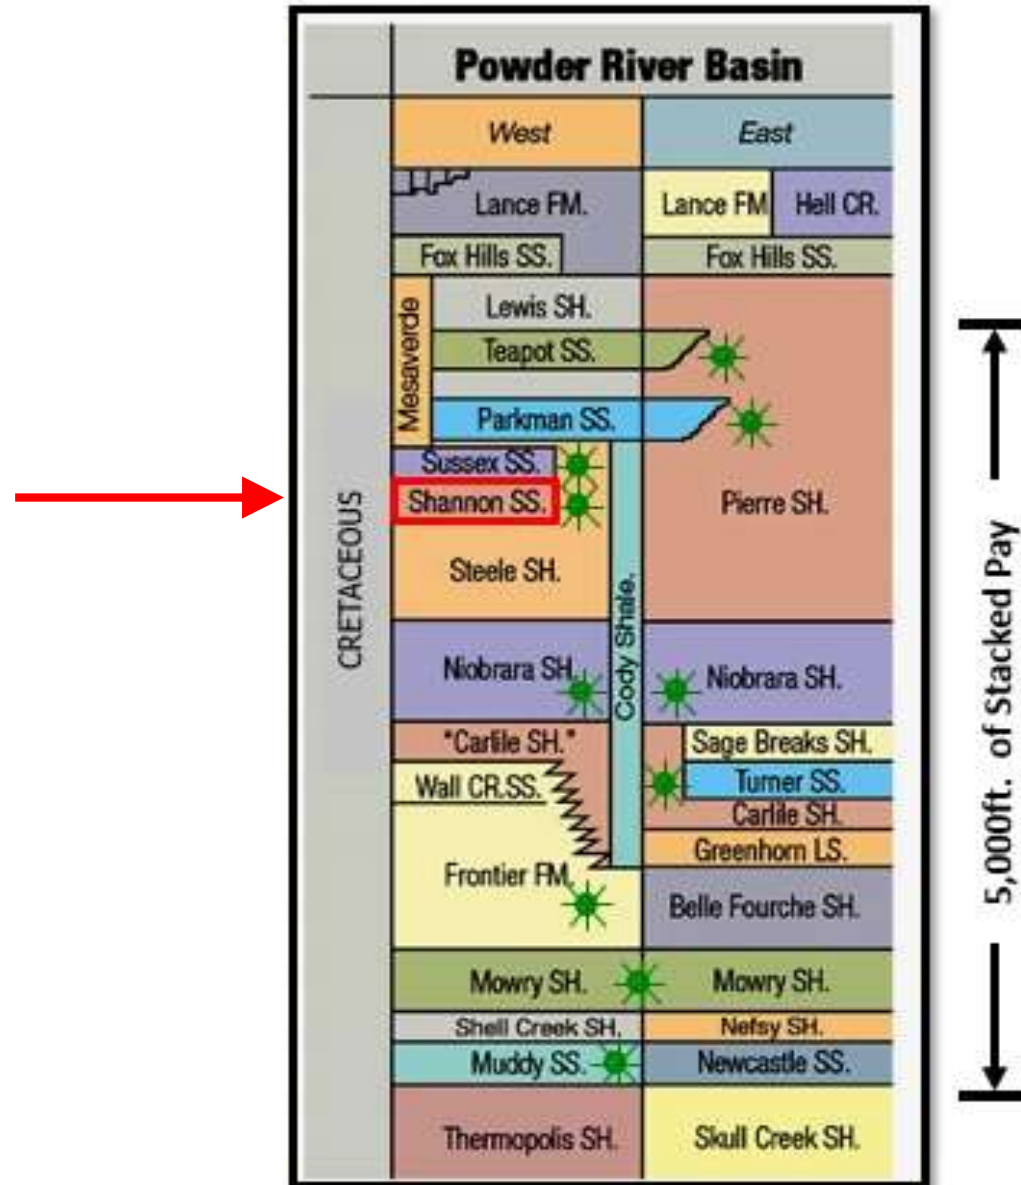 Powder River Basin
West
East
Lance FM.
Lance FM
Hell CR.
Fox Hills SS.
Fox Hills SS.
Mesaverde
Lewis SH.
Teapot SS.
Parkman SS.
Sussex SS.
Shannon SS.
Steele SH.
Pierre SH.
CRETACEOUS
Cody Shale.
Niobrara SH.
Niobrara SH.
"Carlile SH."
Sage Breaks SH.
Wall CR.SS.
Turner SS.
Carlile SH.
Greenhorn LS.
Frontier FM.
Belle Fourche SH.
Mowry SH.
Mowry SH.
Shell Creek SH.
Nefsy SH.
Muddy SS.
Newcastle SS.
Thermopolis SH.
Skull Creek SH.
5,000ft. of Stacked Pay